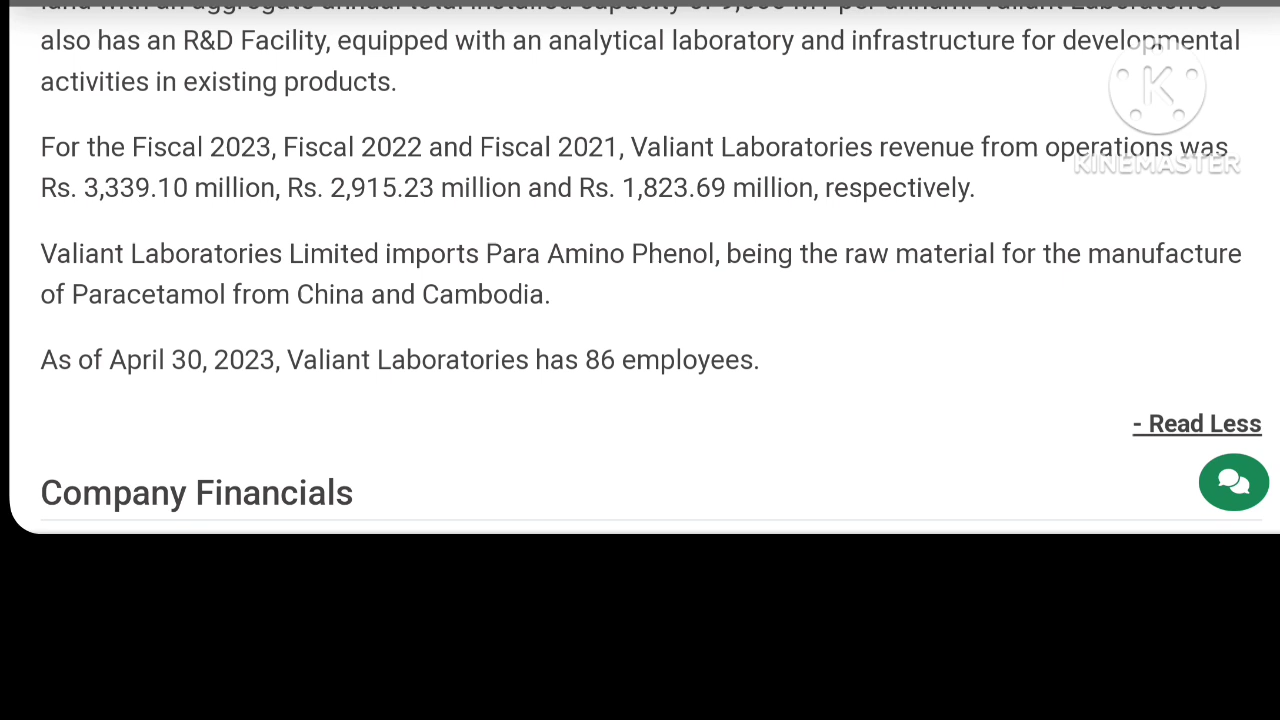 also has an R&D Facility, equipped with an analytical laboratory and infrastructure for developmental
activities in existing products.
K
KINEMASTER
For the Fiscal 2023, Fiscal 2022 and Fiscal 2021, Valiant Laboratories revenue from operations was
Rs. 3,339.10 million, Rs. 2,915.23 million and Rs. 1,823.69 million, respectively.
Valiant Laboratories Limited imports Para Amino Phenol, being the raw material for the manufacture
of Paracetamol from China and Cambodia.
As of April 30, 2023, Valiant Laboratories has 86 employees.
- Read Less
Company Financials